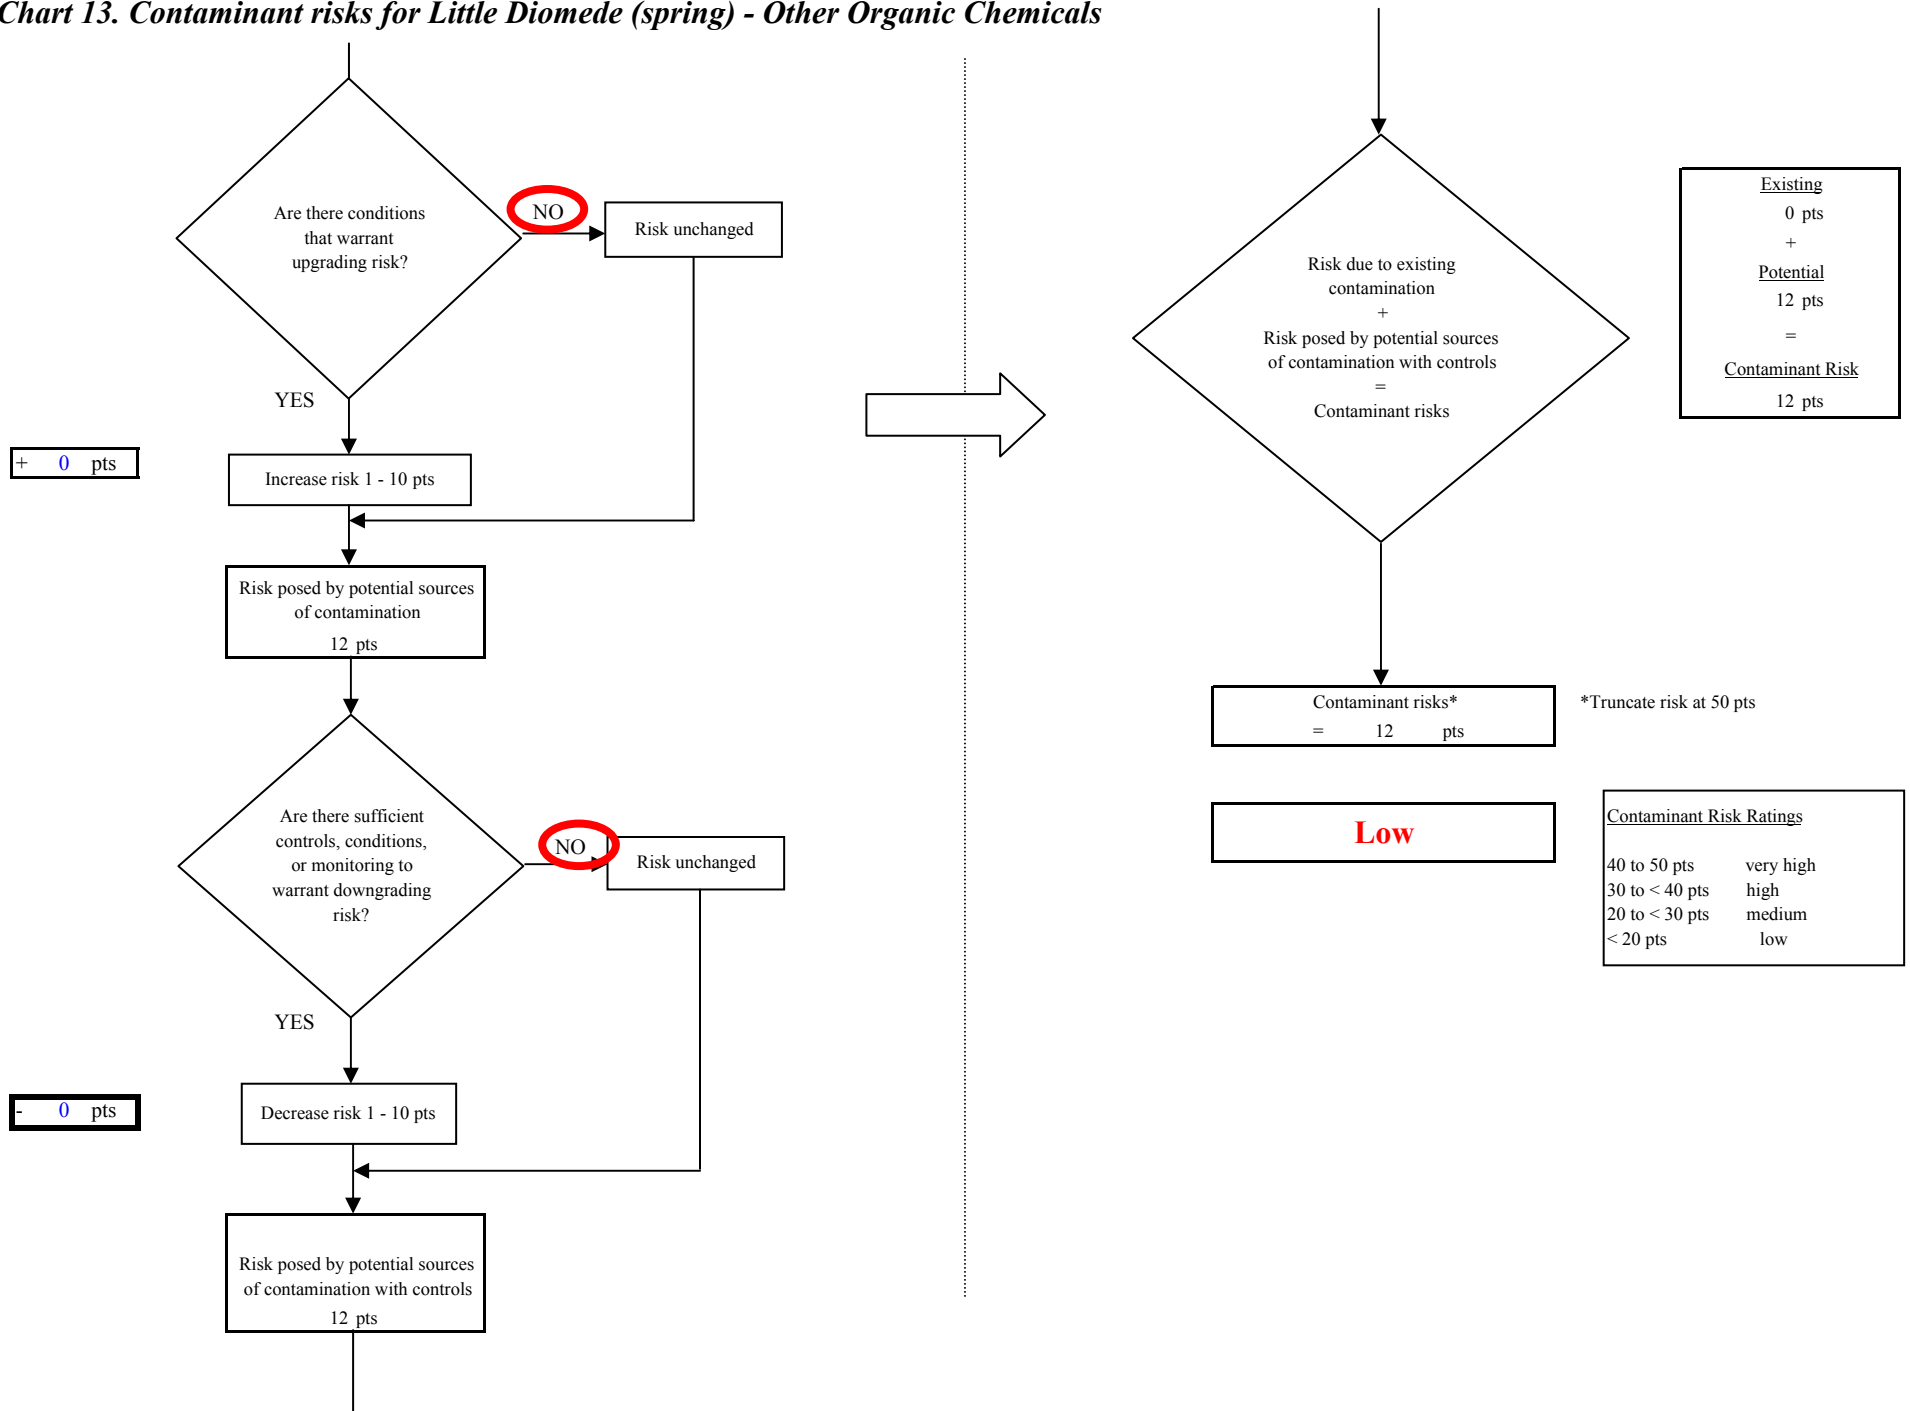 Chart 13. Contaminant risks for Little Diomede (spring) - Other Organic Chemicals
Are there conditions
that warrant
upgrading risk?
NO
Risk unchanged
YES
+ 0 pts
Increase risk 1 - 10 pts
Risk posed by potential sources
of contamination
12 pts
Are there sufficient
controls, conditions,
or monitoring to
warrant downgrading
risk?
NO
Risk unchanged
YES
- 0 pts
Decrease risk 1 - 10 pts
Risk posed by potential sources
of contamination with controls
12 pts
Risk due to existing
contamination
+
Risk posed by potential sources
of contamination with controls
=
Contaminant risks
Existing
0 pts
+
Potential
12 pts
=
Contaminant Risk
12 pts
Contaminant risks*
= 12 pts
*Truncate risk at 50 pts
Low
Contaminant Risk Ratings
40 to 50 pts very high
30 to < 40 pts high
20 to < 30 pts medium
< 20 pts low